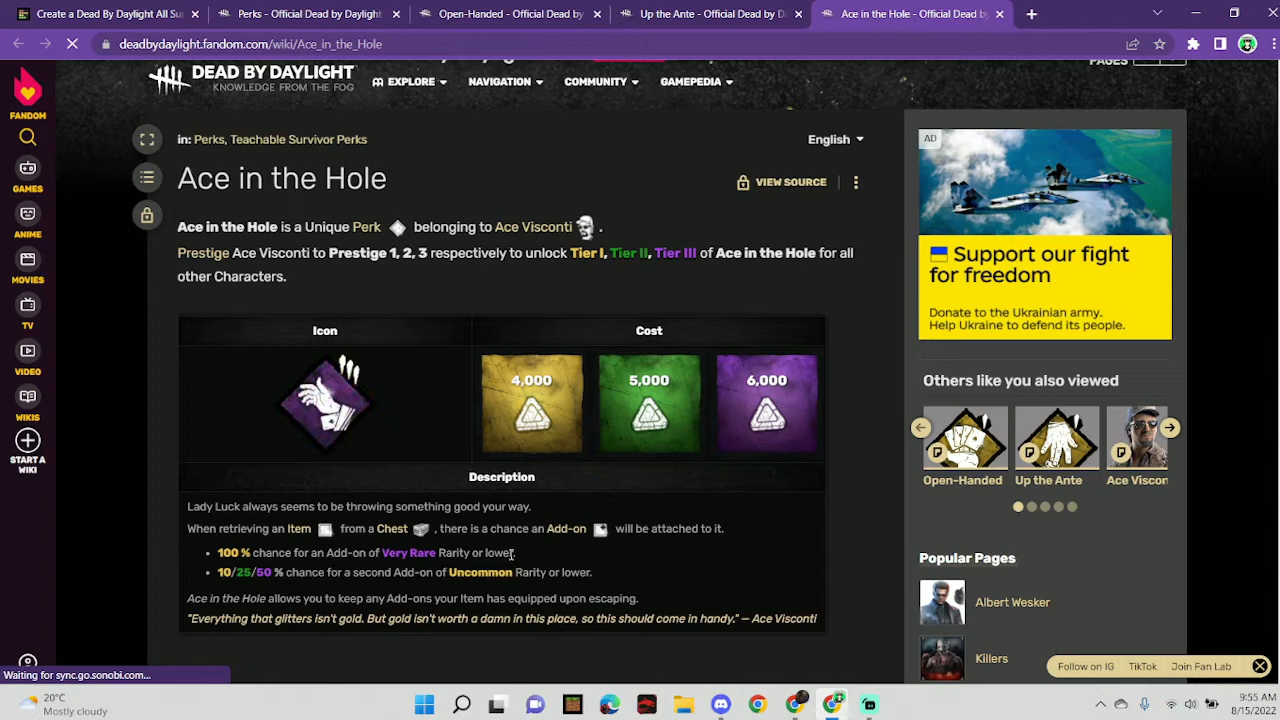 Create a Dead by Daylight All Su
Dead By Daylight
Open-Handed - Official Dead by D
Up the Ante - Official Dead by Da
Ace in the Hole - Official Dead by
deadbydaylight.fandom.com/wiki/Ace_in_the_Hole
FANDOM
GAMES
ANIME
MOVIES
TV
VIDEO
WIKIS
START A
WIKI
DEAD BY DAYLIGHT
KNOWLEDGE FROM THE FOG
EXPLORE
NAVIGATION
COMMUNITY
GAMEPEDIA
PAGES
in: Perks, Teachable Survivor Perks
English
Ace in the Hole
VIEW SOURCE
Ace in the Hole is a Unique Perk belonging to Ace Visconti .
Prestige Ace Visconti to Prestige 1, 2, 3 respectively to unlock Tier I, Tier II, Tier III of Ace in the Hole for all
other Characters.
Icon
Cost
4,000
5,000
6,000
Description
Lady Luck always seems to be throwing something good your way.
When retrieving an Item from a Chest , there is a chance an Add-on will be attached to it.
• 100 % chance for an Add-on of Very Rare Rarity or lower.
• 10/25/50 % chance for a second Add-on of Uncommon Rarity or lower.
Ace in the Hole allows you to keep any Add-ons your Item has equipped upon escaping.
"Everything that glitters isn't gold. But gold isn't worth a damn in this place, so this should come in handy." — Ace Visconti
AD
Support our fight
for freedom
Donate to the Ukrainian army.
Help Ukraine to defend its people.
Others like you also viewed
Open-Handed
Up the Ante
Ace Viscon
Popular Pages
Albert Wesker
Killers
Follow on IG
TikTok
Join Fan Lab
Waiting for sync.go.sonobi.com...
20°C
Mostly cloudy
9:55 AM
8/15/2022